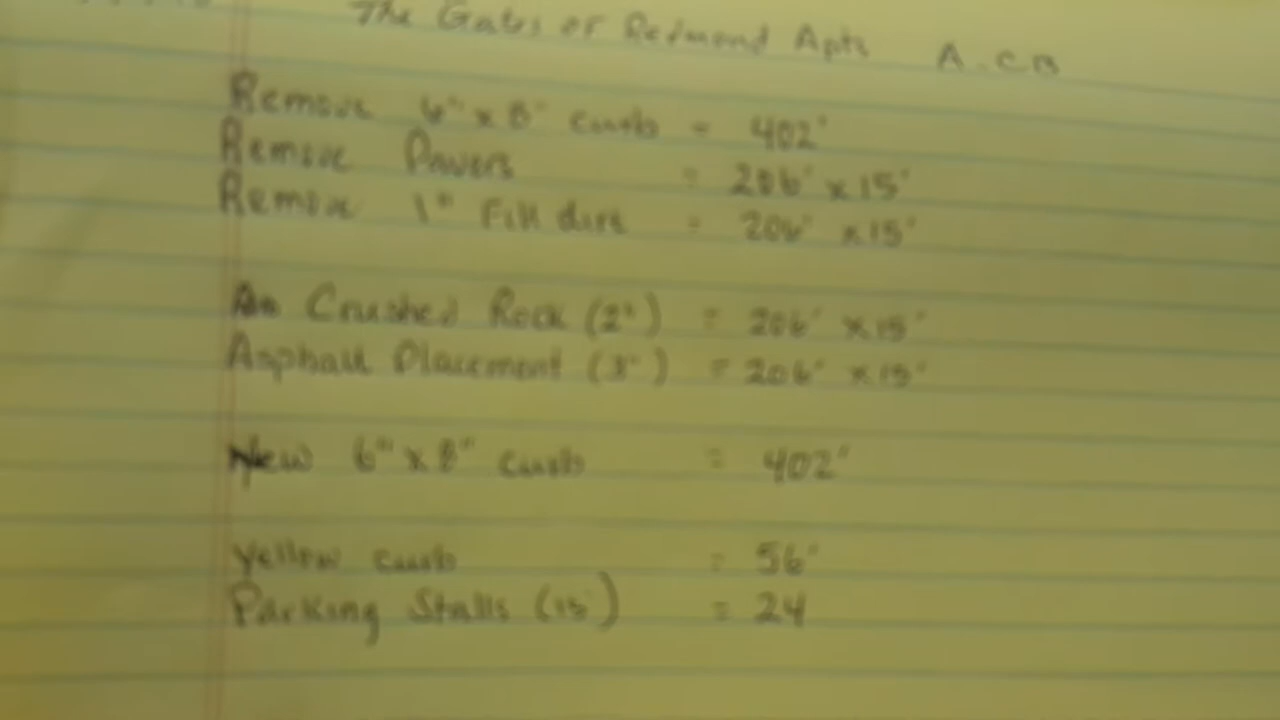 The Gates of Redmond Apts A.C.B
Remove 6" x 8" curb = 402'
Remove Pavers = 206' x 15'
Remove 1" Fill dirt = 206' x 15'
Crushed Rock (2") = 206' x 15'
Asphalt Placement (3") = 206' x 15'
New 6" x 8" curb = 402'
Yellow curb = 56'
Parking Stalls (15') = 24